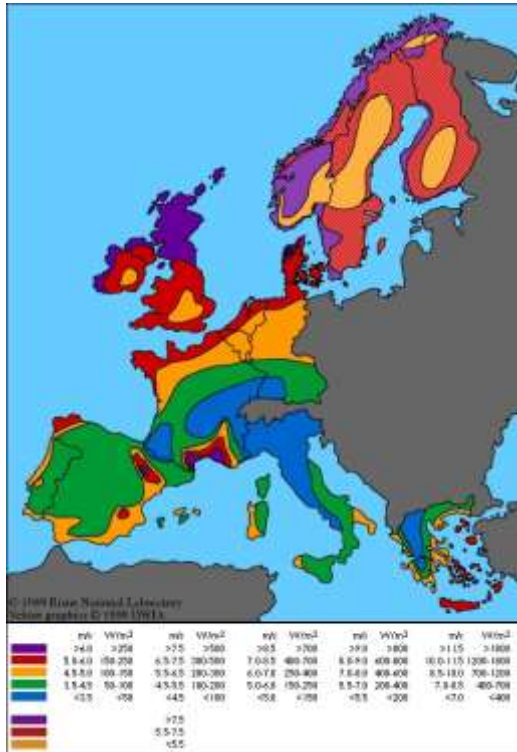 © 1989 Risø National Laboratory
m/s W/m² m/s W/m² m/s W/m² m/s W/m² m/s W/m²
>6.0 >250 >7.5 >500 >8.5 >700 >9.0 >800 >11.5 >1800
5.0-6.0 150-250 6.5-7.5 300-500 7.0-8.5 400-700 8.0-9.0 600-800 10.0-11.5 1200-1800
4.5-5.0 100-150 5.5-6.5 200-300 6.0-7.0 250-400 7.0-8.0 400-600 8.5-10.0 700-1200
3.5-4.5 50-100 4.5-5.5 100-200 5.0-6.0 150-250 5.5-7.0 200-400 7.0-8.5 400-700
<3.5 <50 <4.5 <100 <5.0 <150 <5.5 <200 <7.0 <400
>7.5
5.5-7.5
<5.5